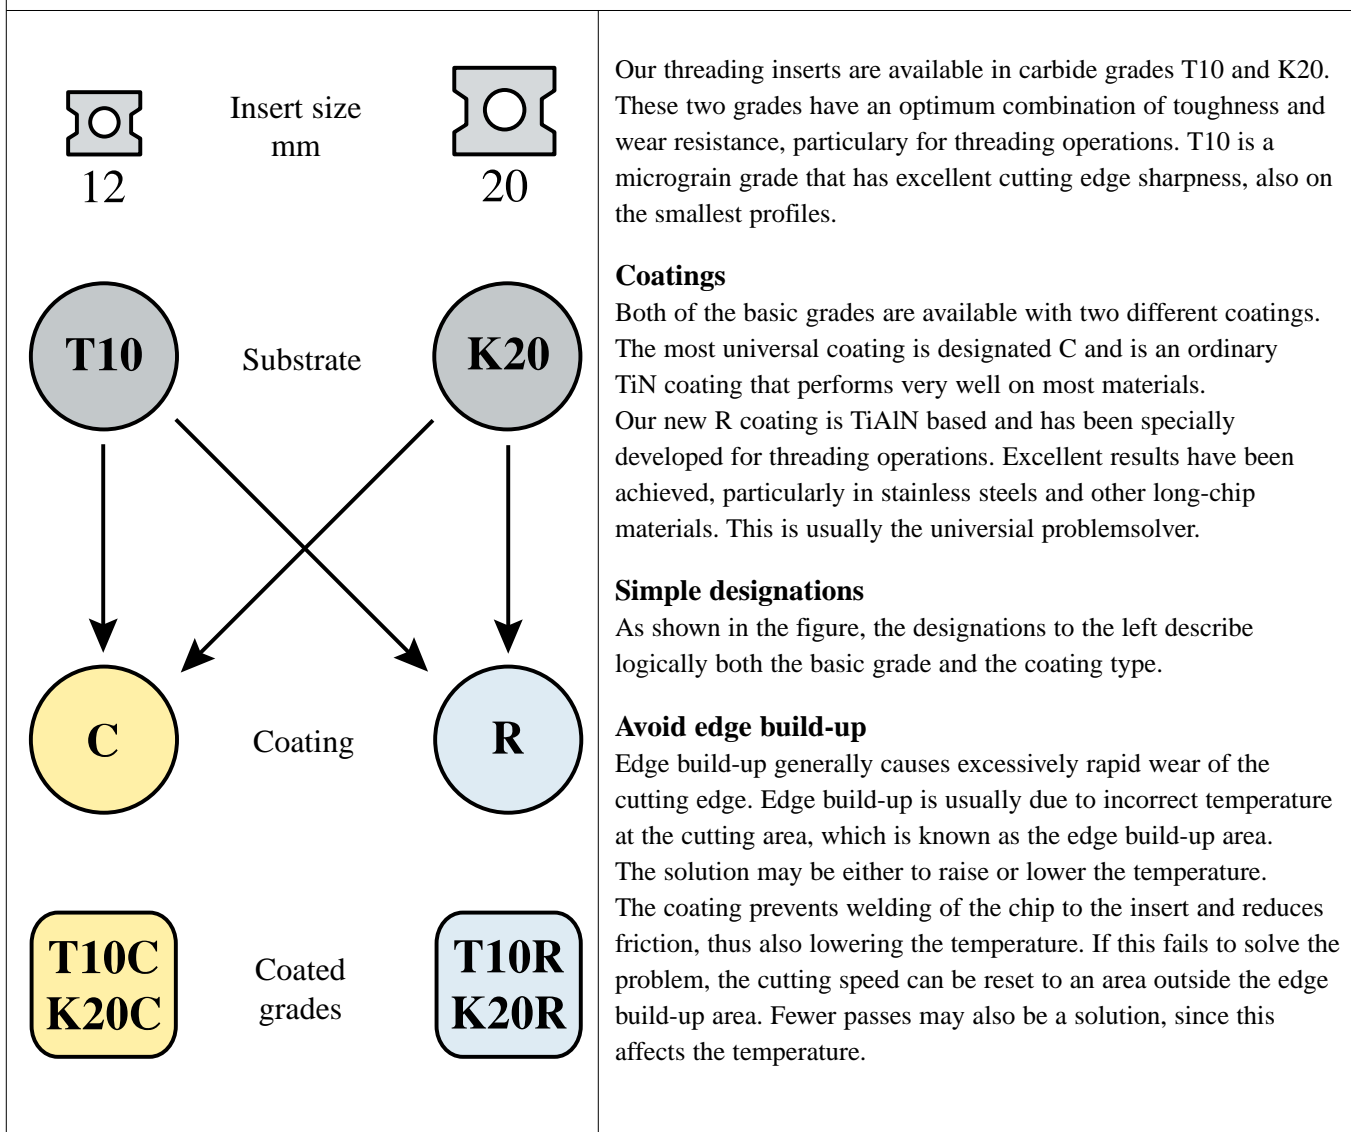 Insert size
mm
12
20
T10
Substrate
K20
C
Coating
R
T10C
K20C
Coated
grades
T10R
K20R
Our threading inserts are available in carbide grades T10 and K20.
These two grades have an optimum combination of toughness and
wear resistance, particulary for threading operations. T10 is a
micrograin grade that has excellent cutting edge sharpness, also on
the smallest profiles.
Coatings
Both of the basic grades are available with two different coatings.
The most universal coating is designated C and is an ordinary
TiN coating that performs very well on most materials.
Our new R coating is TiAlN based and has been specially
developed for threading operations. Excellent results have been
achieved, particularly in stainless steels and other long-chip
materials. This is usually the universial problemsolver.
Simple designations
As shown in the figure, the designations to the left describe
logically both the basic grade and the coating type.
Avoid edge build-up
Edge build-up generally causes excessively rapid wear of the
cutting edge. Edge build-up is usually due to incorrect temperature
at the cutting area, which is known as the edge build-up area.
The solution may be either to raise or lower the temperature.
The coating prevents welding of the chip to the insert and reduces
friction, thus also lowering the temperature. If this fails to solve the
problem, the cutting speed can be reset to an area outside the edge
build-up area. Fewer passes may also be a solution, since this
affects the temperature.